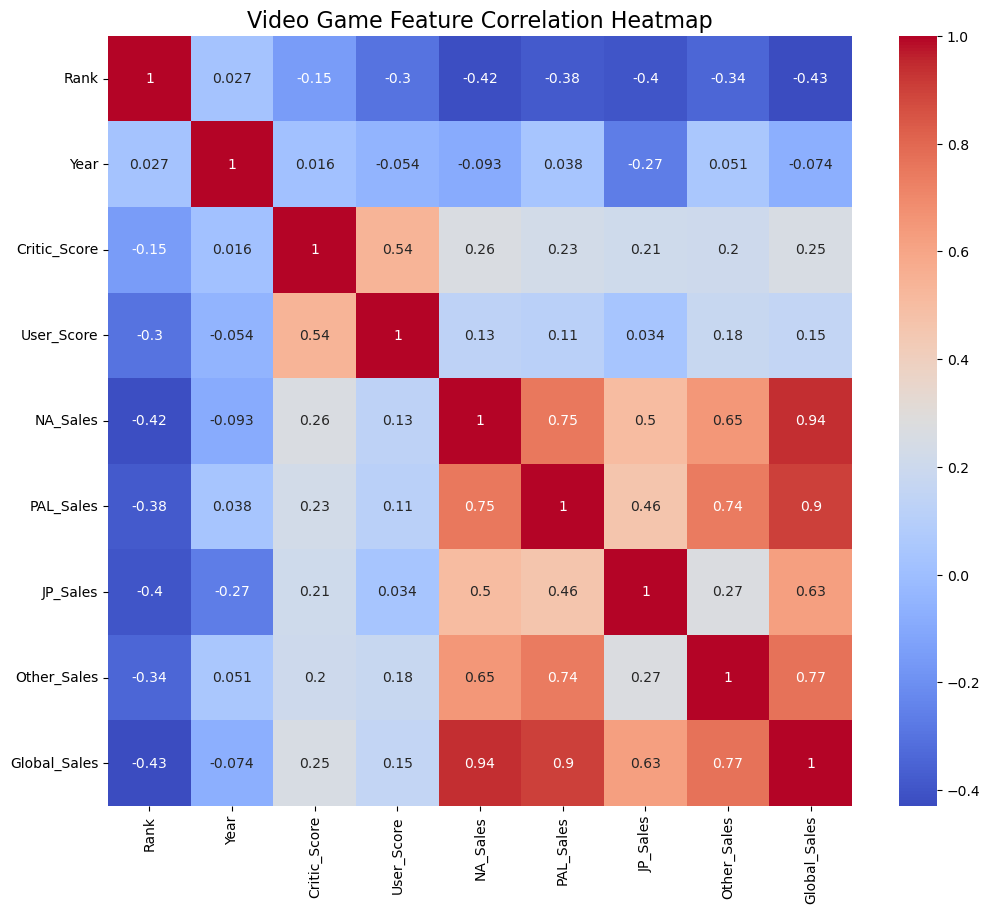 Video Game Feature Correlation Heatmap
Rank 1 0.027 -0.15 -0.3 -0.42 -0.38 -0.4 -0.34 -0.43
Year 0.027 1 0.016 -0.054 -0.093 0.038 -0.27 0.051 -0.074
Critic_Score -0.15 0.016 1 0.54 0.26 0.23 0.21 0.2 0.25
User_Score -0.3 -0.054 0.54 1 0.13 0.11 0.034 0.18 0.15
NA_Sales -0.42 -0.093 0.26 0.13 1 0.75 0.5 0.65 0.94
PAL_Sales -0.38 0.038 0.23 0.11 0.75 1 0.46 0.74 0.9
JP_Sales -0.4 -0.27 0.21 0.034 0.5 0.46 1 0.27 0.63
Other_Sales -0.34 0.051 0.2 0.18 0.65 0.74 0.27 1 0.77
Global_Sales -0.43 -0.074 0.25 0.15 0.94 0.9 0.63 0.77 1
Rank Year Critic_Score User_Score NA_Sales PAL_Sales JP_Sales Other_Sales Global_Sales
1.0
0.8
0.6
0.4
0.2
0.0
−0.2
−0.4